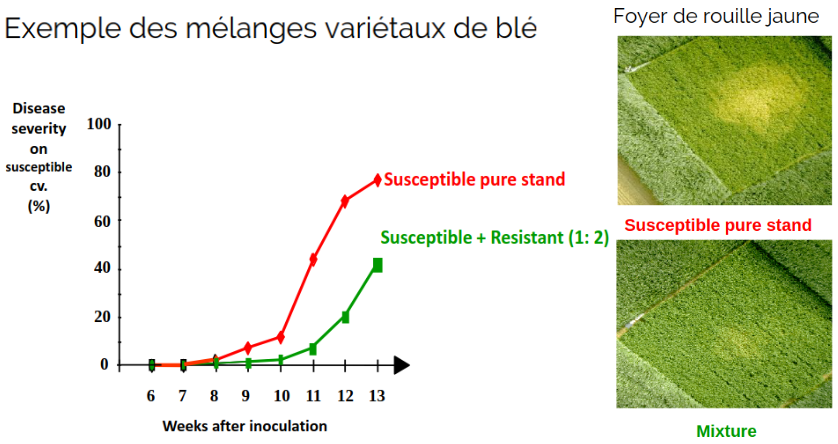 Exemple des mélanges variétaux de blé
Foyer de rouille jaune
Disease
severity
on
susceptible
cv.
(%)
100
80
60
40
20
0
Susceptible pure stand
Susceptible + Resistant (1: 2)
6 7 8 9 10 11 12 13
Weeks after inoculation
Susceptible pure stand
Mixture